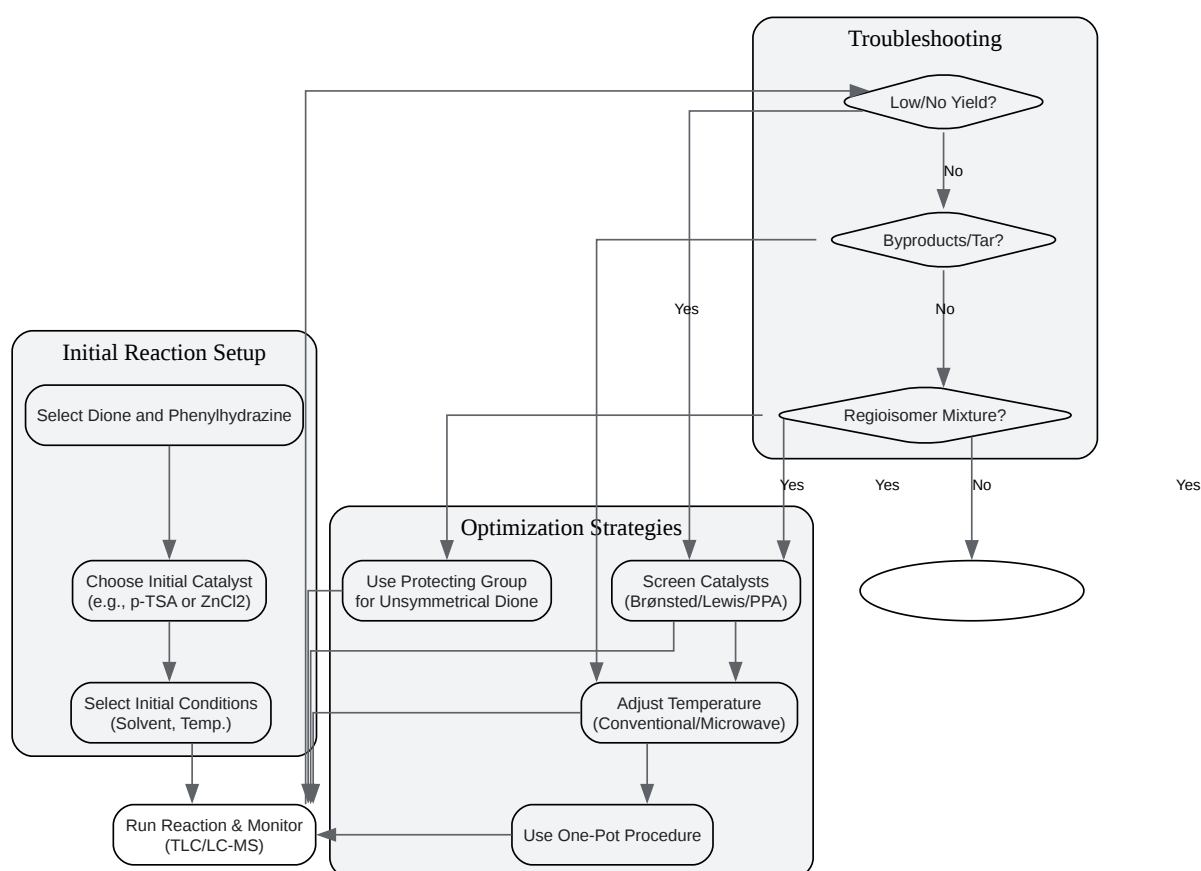 Troubleshooting
Low/No Yield?
No
Byproducts/Tar?
Yes
No
Initial Reaction Setup
Select Dione and Phenylhydrazine
Regioisomer Mixture?
Yes
Yes
No
Yes
Optimization Strategies
Choose Initial Catalyst
(e.g., p-TSA or ZnCl2)
Use Protecting Group
for Unsymmetrical Dione
Screen Catalysts
(Brønsted/Lewis/PPA)
Select Initial Conditions
(Solvent, Temp.)
Adjust Temperature
(Conventional/Microwave)
Run Reaction & Monitor
(TLC/LC-MS)
Use One-Pot Procedure